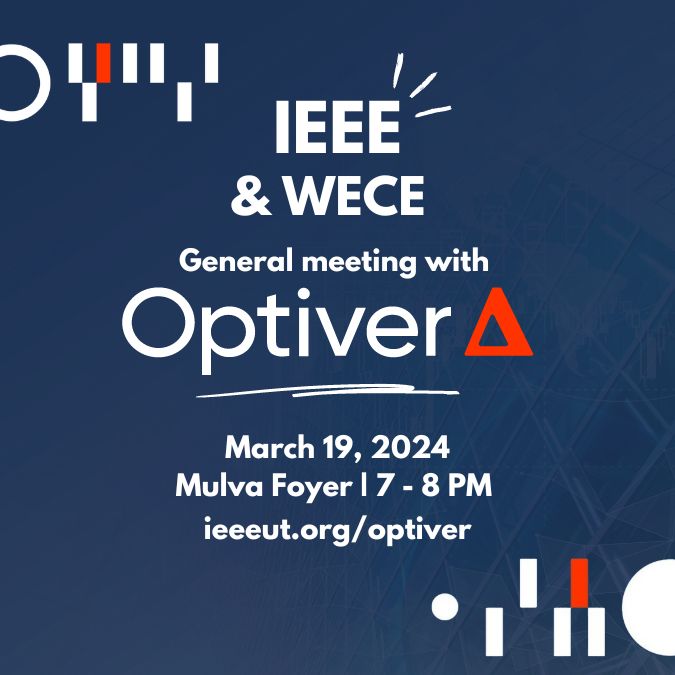 IEEE
& WECE
General meeting with
Optiver
March 19, 2024
Mulva Foyer | 7 - 8 PM
ieeeut.org/optiver